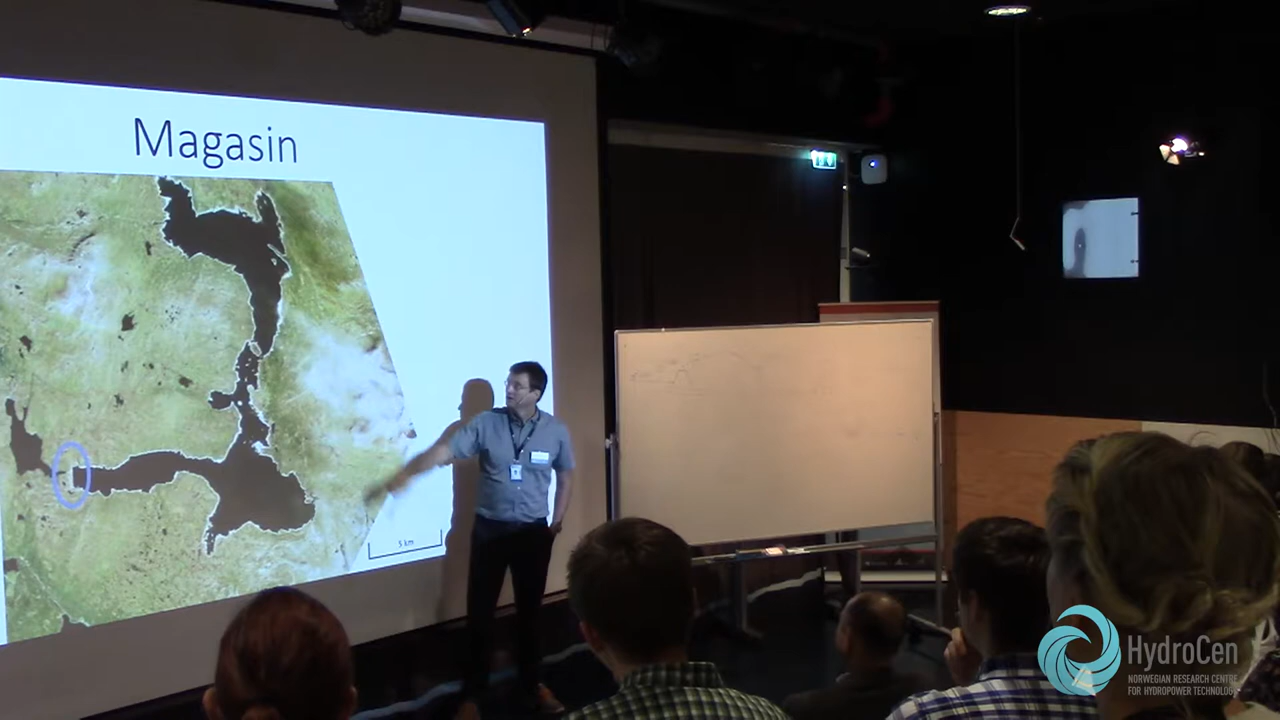 Magasin
5 km
HydroCen
NORWEGIAN RESEARCH CENTRE
FOR HYDROPOWER TECHNOLOGY